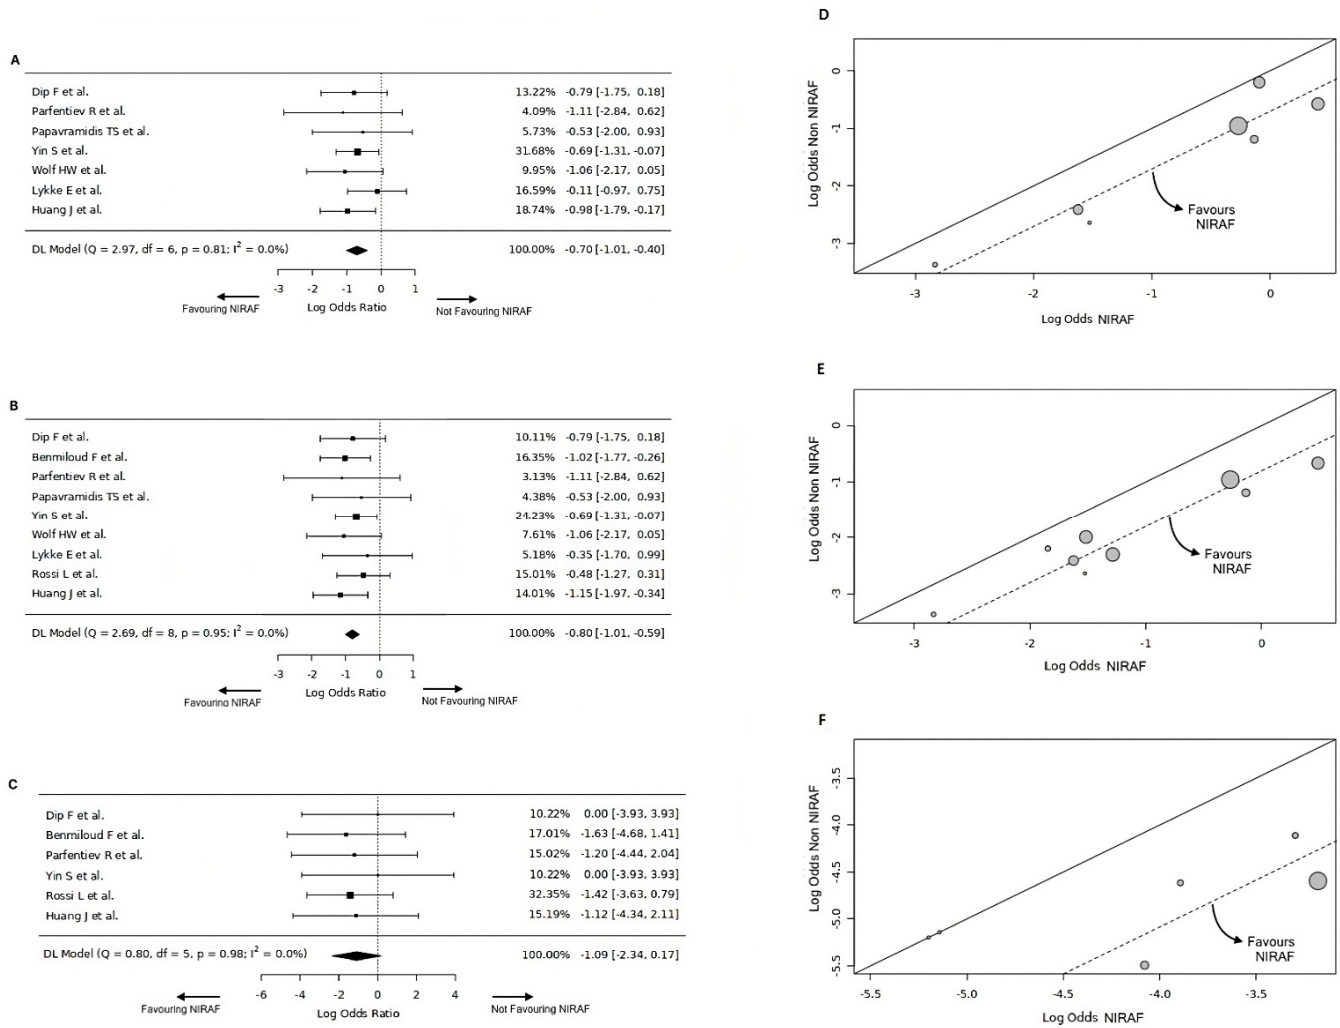 A
Dip F et al. 13.22% -0.79 [-1.75, 0.18]
Parfentiev R et al. 4.09% -1.11 [-2.84, 0.62]
Papavramidis TS et al. 5.73% -0.53 [-2.00, 0.93]
Yin S et al. 31.68% -0.69 [-1.31, -0.07]
Wolf HW et al. 9.95% -1.06 [-2.17, 0.05]
Lykke E et al. 16.59% -0.11 [-0.97, 0.75]
Huang J et al. 18.74% -0.98 [-1.79, -0.17]
DL Model (Q = 2.97, df = 6, p = 0.81; I² = 0.0%) 100.00% -0.70 [-1.01, -0.40]
-3 -2 -1 0 1
Favouring NIRAF Log Odds Ratio Not Favouring NIRAF
B
Dip F et al. 10.11% -0.79 [-1.75, 0.18]
Benmiloud F et al. 16.35% -1.02 [-1.77, -0.26]
Parfentiev R et al. 3.13% -1.11 [-2.84, 0.62]
Papavramidis TS et al. 4.38% -0.53 [-2.00, 0.93]
Yin S et al. 24.23% -0.69 [-1.31, -0.07]
Wolf HW et al. 7.61% -1.06 [-2.17, 0.05]
Lykke E et al. 5.18% -0.35 [-1.70, 0.99]
Rossi L et al. 15.01% -0.48 [-1.27, 0.31]
Huang J et al. 14.01% -1.15 [-1.97, -0.34]
DL Model (Q = 2.69, df = 8, p = 0.95; I² = 0.0%) 100.00% -0.80 [-1.01, -0.59]
-3 -2 -1 0 1
Favouring NIRAF Log Odds Ratio Not Favouring NIRAF
C
Dip F et al. 10.22% 0.00 [-3.93, 3.93]
Benmiloud F et al. 17.01% -1.63 [-4.68, 1.41]
Parfentiev R et al. 15.02% -1.20 [-4.44, 2.04]
Yin S et al. 10.22% 0.00 [-3.93, 3.93]
Rossi L et al. 32.35% -1.42 [-3.63, 0.79]
Huang J et al. 15.19% -1.12 [-4.34, 2.11]
DL Model (Q = 0.80, df = 5, p = 0.98; I² = 0.0%) 100.00% -1.09 [-2.34, 0.17]
-6 -4 -2 0 2 4
Favouring NIRAF Log Odds Ratio Not Favouring NIRAF
D
Log Odds Non NIRAF
0
-1
-2
-3
Favours
NIRAF
-3 -2 -1 0
Log Odds NIRAF
E
Log Odds Non NIRAF
0
-1
-2
-3
Favours
NIRAF
-3 -2 -1 0
Log Odds NIRAF
F
Log Odds Non NIRAF
-3.5
-4.0
-4.5
-5.0
-5.5
Favours
NIRAF
-5.5 -5.0 -4.5 -4.0 -3.5
Log Odds NIRAF